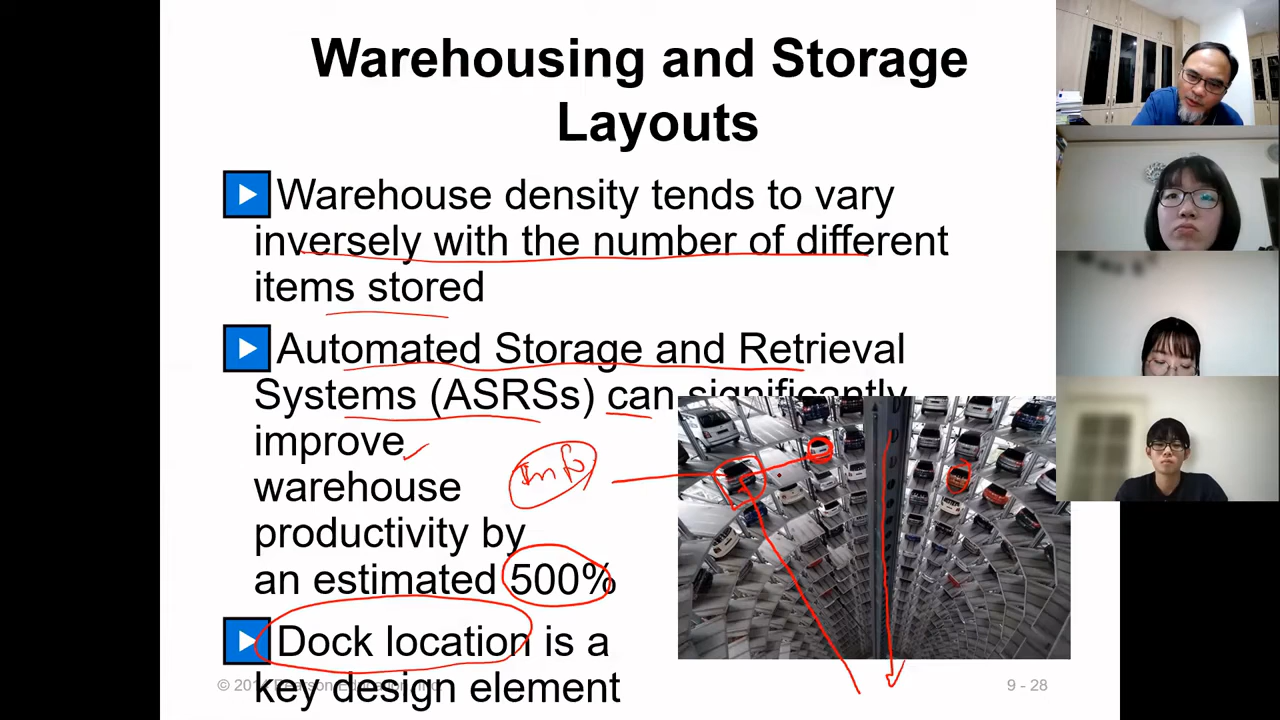 Warehousing and Storage
Layouts
Warehouse density tends to vary
inversely with the number of different
items stored
Automated Storage and Retrieval
Systems (ASRSs) can significantly
improve
warehouse
productivity by
an estimated 500%
Info
Dock location is a
key design element
9 - 28